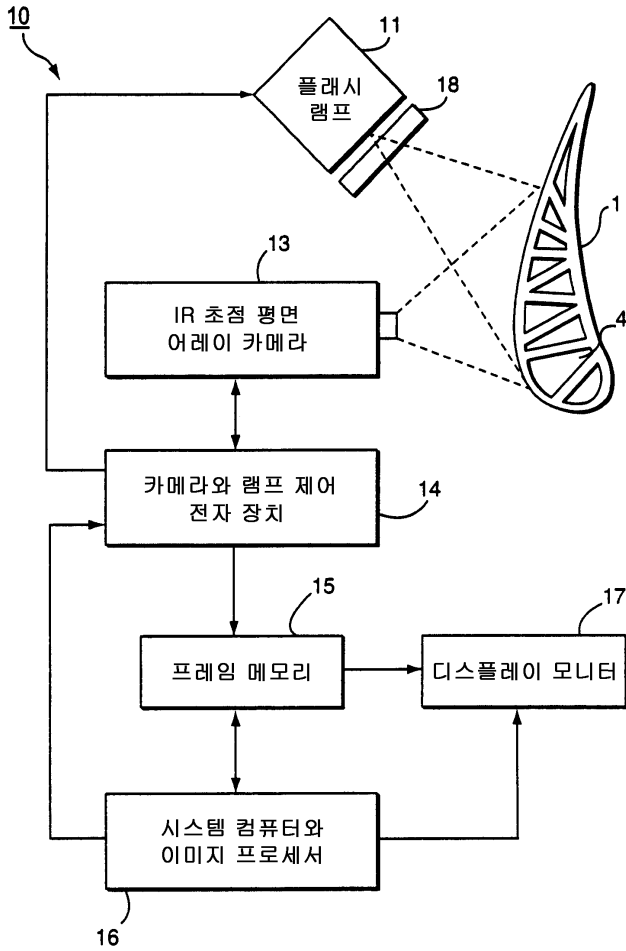 10
11
플래시
램프
18
1
13
IR 초점 평면
어레이 카메라
4
카메라와 램프 제어
전자 장치
14
15
프레임 메모리
17
디스플레이 모니터
시스템 컴퓨터와
이미지 프로세서
16